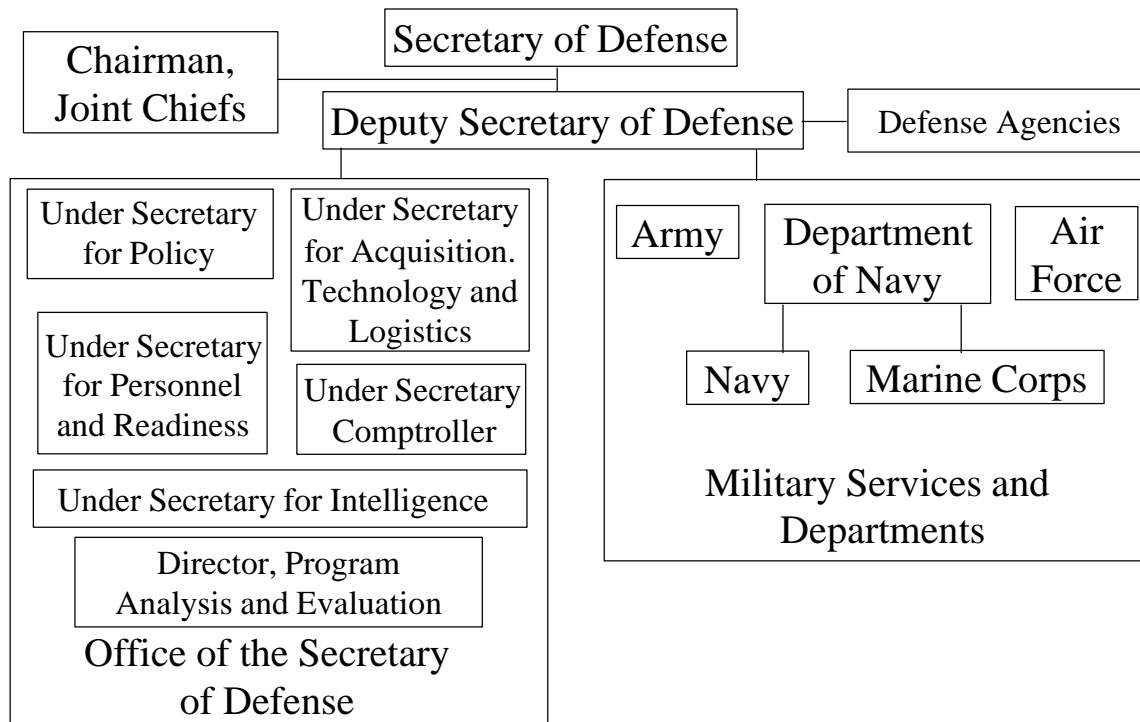 Secretary of Defense
Chairman,
Joint Chiefs
Deputy Secretary of Defense
Defense Agencies
Under Secretary
for Policy
Under Secretary
for Acquisition.
Technology and
Logistics
Under Secretary
for Personnel
and Readiness
Under Secretary
Comptroller
Under Secretary for Intelligence
Director, Program
Analysis and Evaluation
Office of the Secretary
of Defense
Army
Department
of Navy
Air
Force
Navy
Marine Corps
Military Services and
Departments